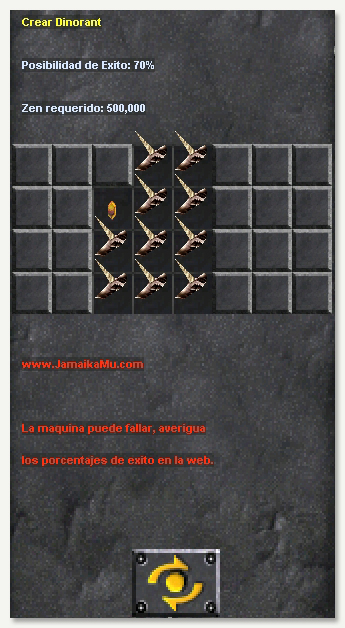 Crear Dinorant
Posibilidad de Exito: 70%
Zen requerido: 500,000
www.JamaikaMu.com
La maquina puede fallar, averigua
los porcentajes de exito en la web.